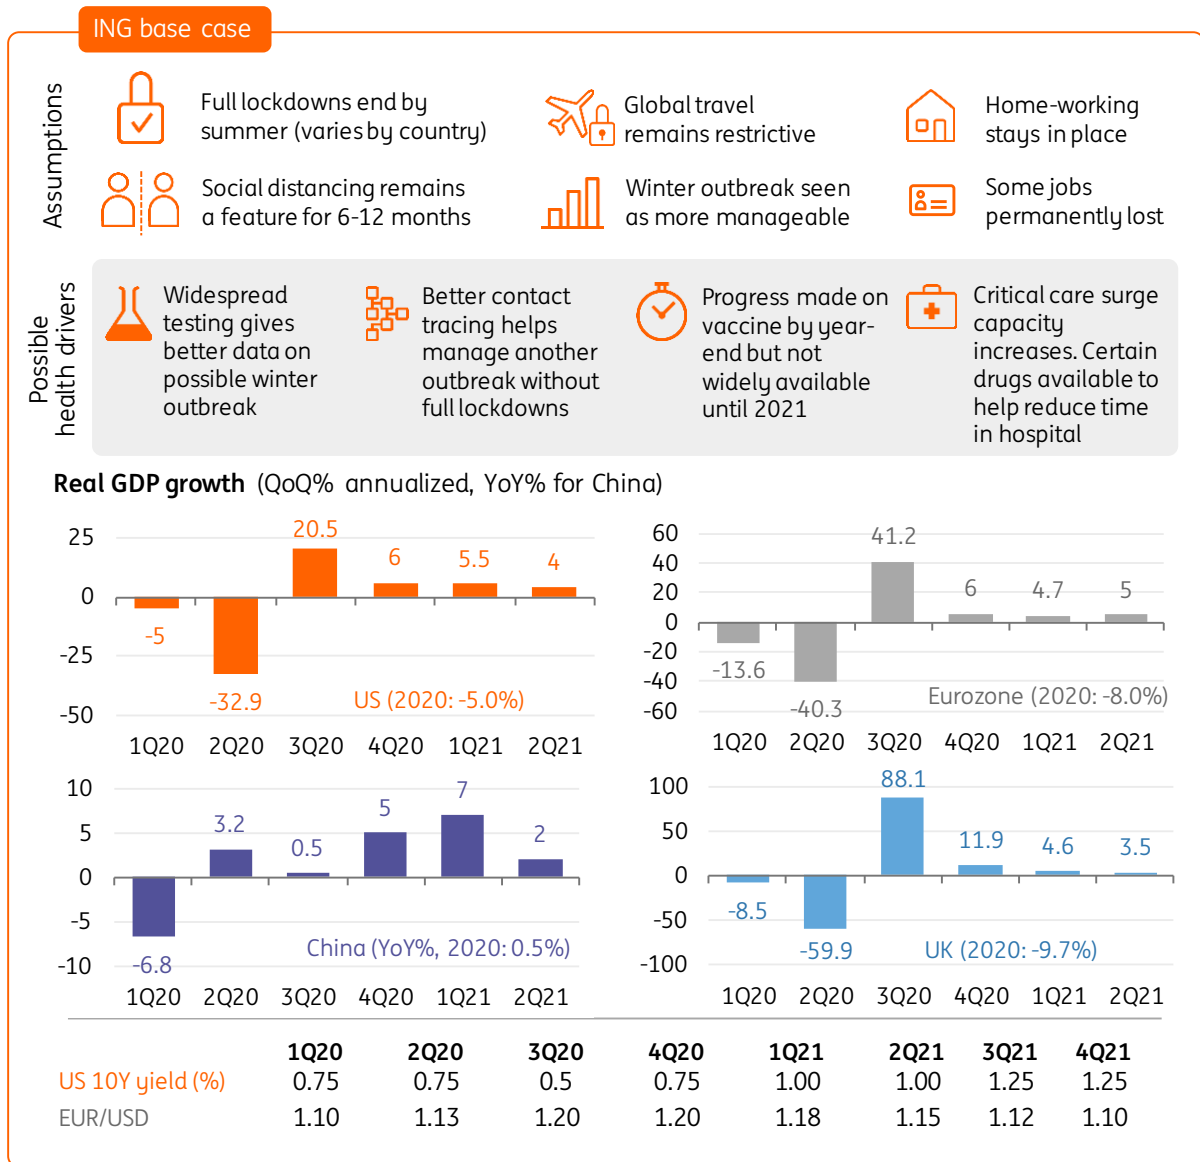 ING base case
Assumptions
Full lockdowns end by
summer (varies by country)
Global travel
remains restrictive
Home-working
stays in place
Social distancing remains
a feature for 6-12 months
Winter outbreak seen
as more manageable
Some jobs
permanently lost
Possible
health drivers
Widespread
testing gives
better data on
possible winter
outbreak
Better contact
tracing helps
manage another
outbreak without
full lockdowns
Progress made on
vaccine by year-
end but not
widely available
until 2021
Critical care surge
capacity
increases. Certain
drugs available to
help reduce time
in hospital
Real GDP growth (QoQ% annualized, YoY% for China)
25
0
-25
-50
-5
-32.9
20.5
6
5.5
4
US (2020: -5.0%)
1Q20 2Q20 3Q20 4Q20 1Q21 2Q21
60
40
20
0
-20
-40
-60
-13.6
-40.3
41.2
6
4.7
5
Eurozone (2020: -8.0%)
1Q20 2Q20 3Q20 4Q20 1Q21 2Q21
10
5
0
-5
-10
-6.8
3.2
0.5
5
7
2
China (YoY%, 2020: 0.5%)
1Q20 2Q20 3Q20 4Q20 1Q21 2Q21
100
50
0
-50
-100
-8.5
-59.9
88.1
11.9
4.6
3.5
UK (2020: -9.7%)
1Q20 2Q20 3Q20 4Q20 1Q21 2Q21
1Q20 2Q20 3Q20 4Q20 1Q21 2Q21 3Q21 4Q21
US 10Y yield (%) 0.75 0.75 0.5 0.75 1.00 1.00 1.25 1.25
EUR/USD 1.10 1.13 1.20 1.20 1.18 1.15 1.12 1.10